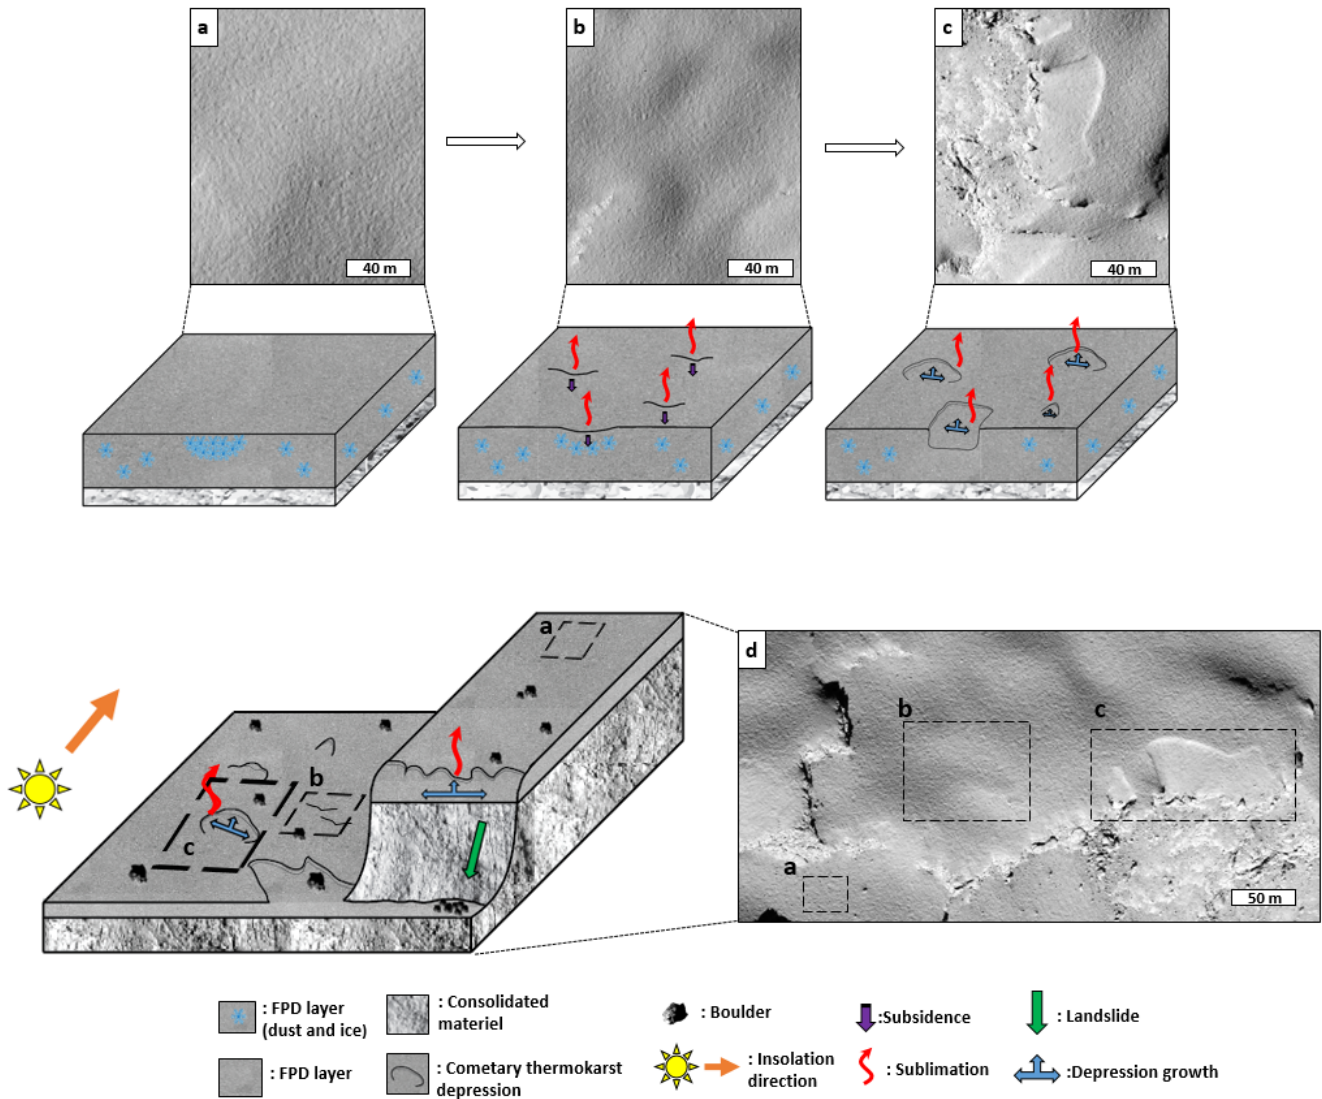 a
b
c
40 m
40 m
40 m
a
b
c
d
b
c
a
50 m
: FPD layer
(dust and ice)
: Consolidated
materiel
: Boulder
:Subsidence
: Landslide
: FPD layer
: Cometary thermokarst
depression
: Insolation
direction
: Sublimation
:Depression growth